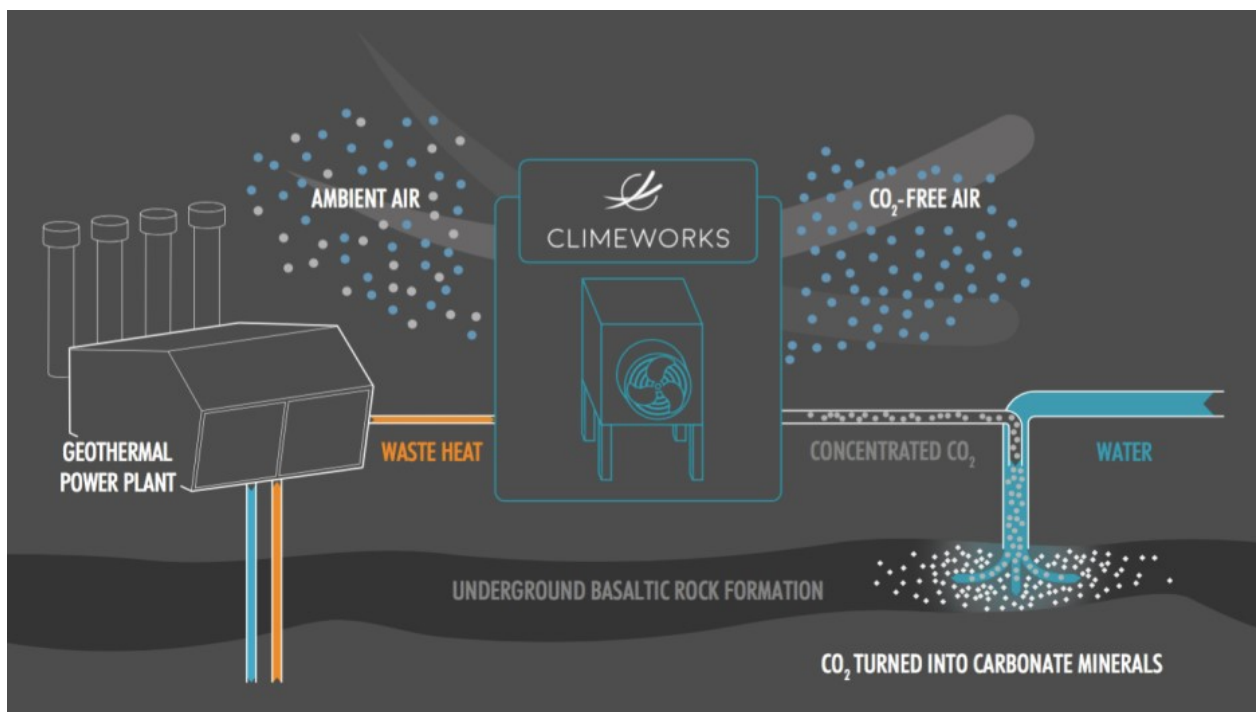 AMBIENT AIR
CLIMEWORKS
CO₂-FREE AIR
GEOTHERMAL
POWER PLANT
WASTE HEAT
CONCENTRATED CO₂
WATER
UNDERGROUND BASALTIC ROCK FORMATION
CO₂ TURNED INTO CARBONATE MINERALS